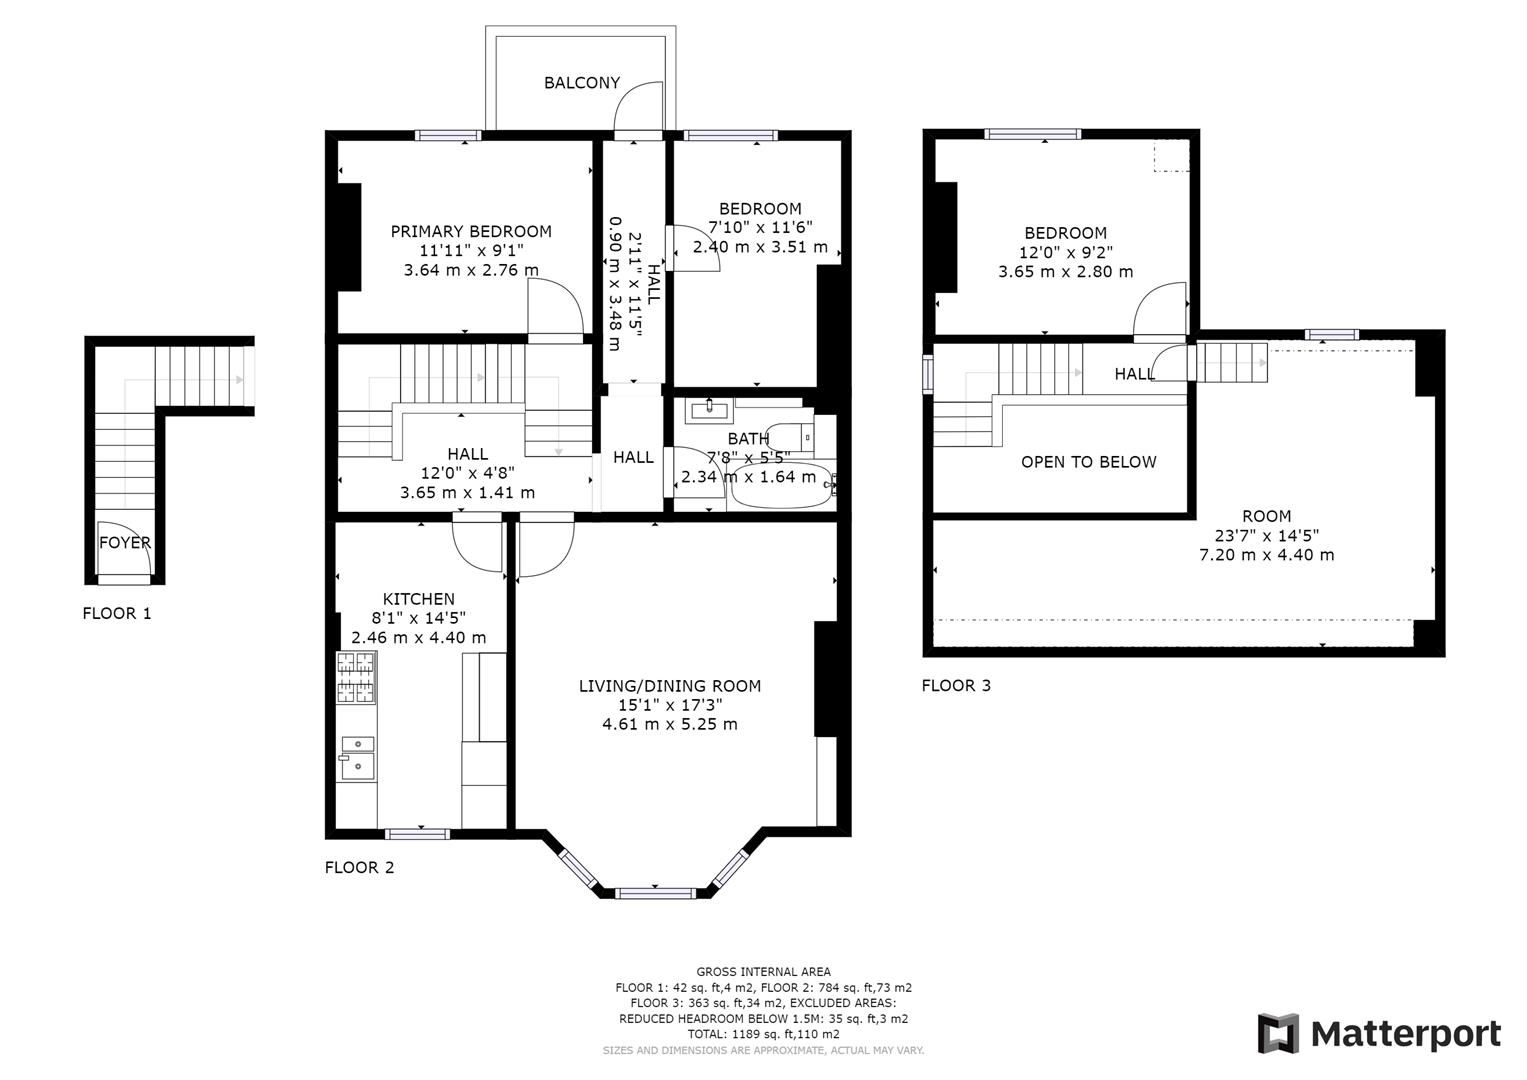 BALCONY
PRIMARY BEDROOM
11'11" x 9'1"
3.64 m x 2.76 m
HALL
2'11" x 11'5"
0.90 m x 3.48 m
BEDROOM
7'10" x 11'6"
2.40 m x 3.51 m
BEDROOM
12'0" x 9'2"
3.65 m x 2.80 m
HALL
HALL
12'0" x 4'8"
3.65 m x 1.41 m
HALL
BATH
7'8" x 5'5"
2.34 m x 1.64 m
OPEN TO BELOW
FOYER
FLOOR 1
ROOM
23'7" x 14'5"
7.20 m x 4.40 m
KITCHEN
8'1" x 14'5"
2.46 m x 4.40 m
LIVING/DINING ROOM
15'1" x 17'3"
4.61 m x 5.25 m
FLOOR 3
FLOOR 2
GROSS INTERNAL AREA
FLOOR 1: 42 sq. ft,4 m2, FLOOR 2: 784 sq. ft,73 m2
FLOOR 3: 363 sq. ft,34 m2, EXCLUDED AREAS:
REDUCED HEADROOM BELOW 1.5M: 35 sq. ft,3 m2
TOTAL: 1189 sq. ft,110 m2
SIZES AND DIMENSIONS ARE APPROXIMATE, ACTUAL MAY VARY.
Matterport